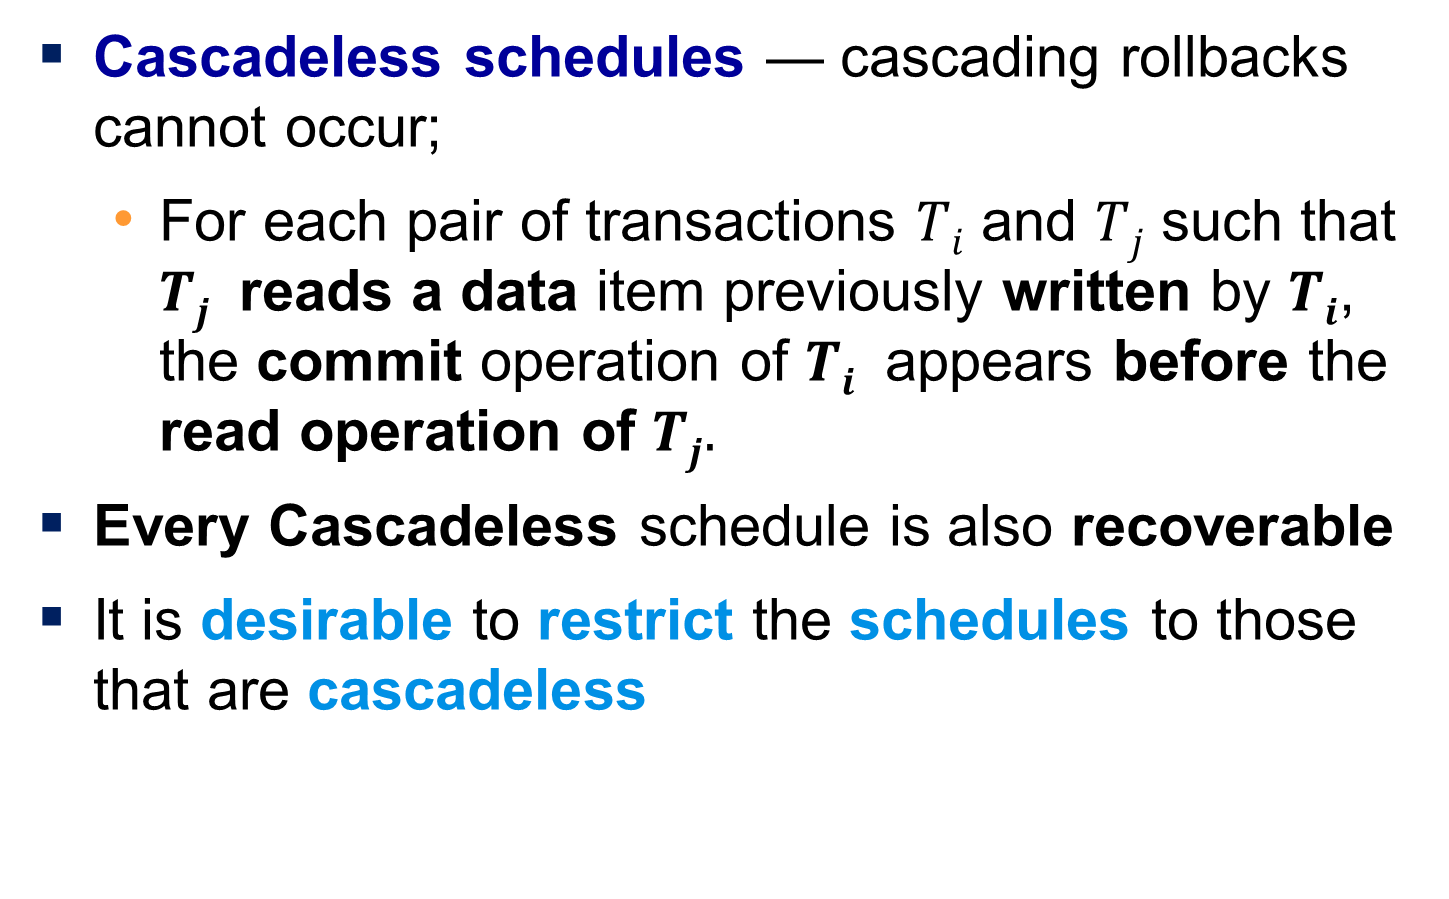 ▪ Cascadeless schedules — cascading rollbacks
cannot occur;
• For each pair of transactions 𝑇𝑖 and 𝑇𝑗 such that
𝑻𝒋 reads a data item previously written by 𝑻𝒊,
the commit operation of 𝑻𝒊 appears before the
read operation of 𝑻𝒋.
▪ Every Cascadeless schedule is also recoverable
▪ It is desirable to restrict the schedules to those
that are cascadeless